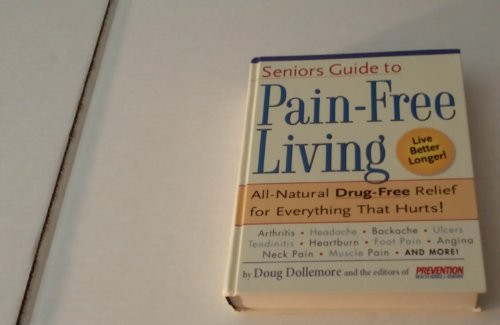 Seniors Guide to
Pain-Free
Living
Live
Better
Longer!
All-Natural Drug-Free Relief
for Everything That Hurts!
Arthritis • Headache • Backache • Ulcers
Tendinitis • Heartburn • Foot Pain • Angina
Neck Pain • Muscle Pain • AND MORE!
by Doug Dollemore and the editors of PREVENTION